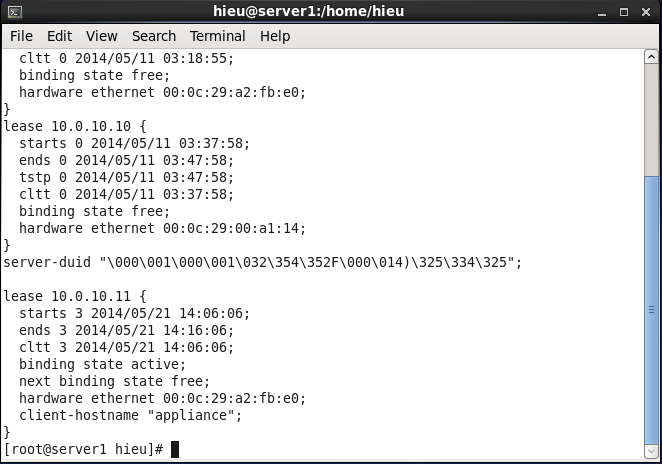 hieu@server1:/home/hieu
File Edit View Search Terminal Help
  cltt 0 2014/05/11 03:18:55;
  binding state free;
  hardware ethernet 00:0c:29:a2:fb:e0;
}
lease 10.0.10.10 {
  starts 0 2014/05/11 03:37:58;
  ends 0 2014/05/11 03:47:58;
  tstp 0 2014/05/11 03:47:58;
  cltt 0 2014/05/11 03:37:58;
  binding state free;
  hardware ethernet 00:0c:29:00:a1:14;
}
server-duid "\000\001\000\001\032\354\352F\000\014)\325\334\325";

lease 10.0.10.11 {
  starts 3 2014/05/21 14:06:06;
  ends 3 2014/05/21 14:16:06;
  cltt 3 2014/05/21 14:06:06;
  binding state active;
  next binding state free;
  hardware ethernet 00:0c:29:a2:fb:e0;
  client-hostname "appliance";
}
[root@server1 hieu]#